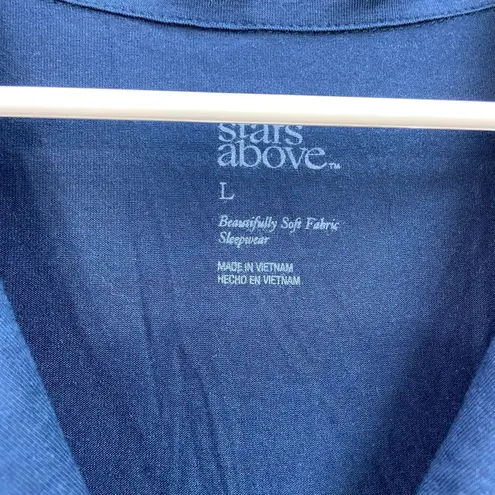 stars
above™
L
Beautifully Soft Fabric
Sleepwear
MADE IN VIETNAM
HECHO EN VIETNAM